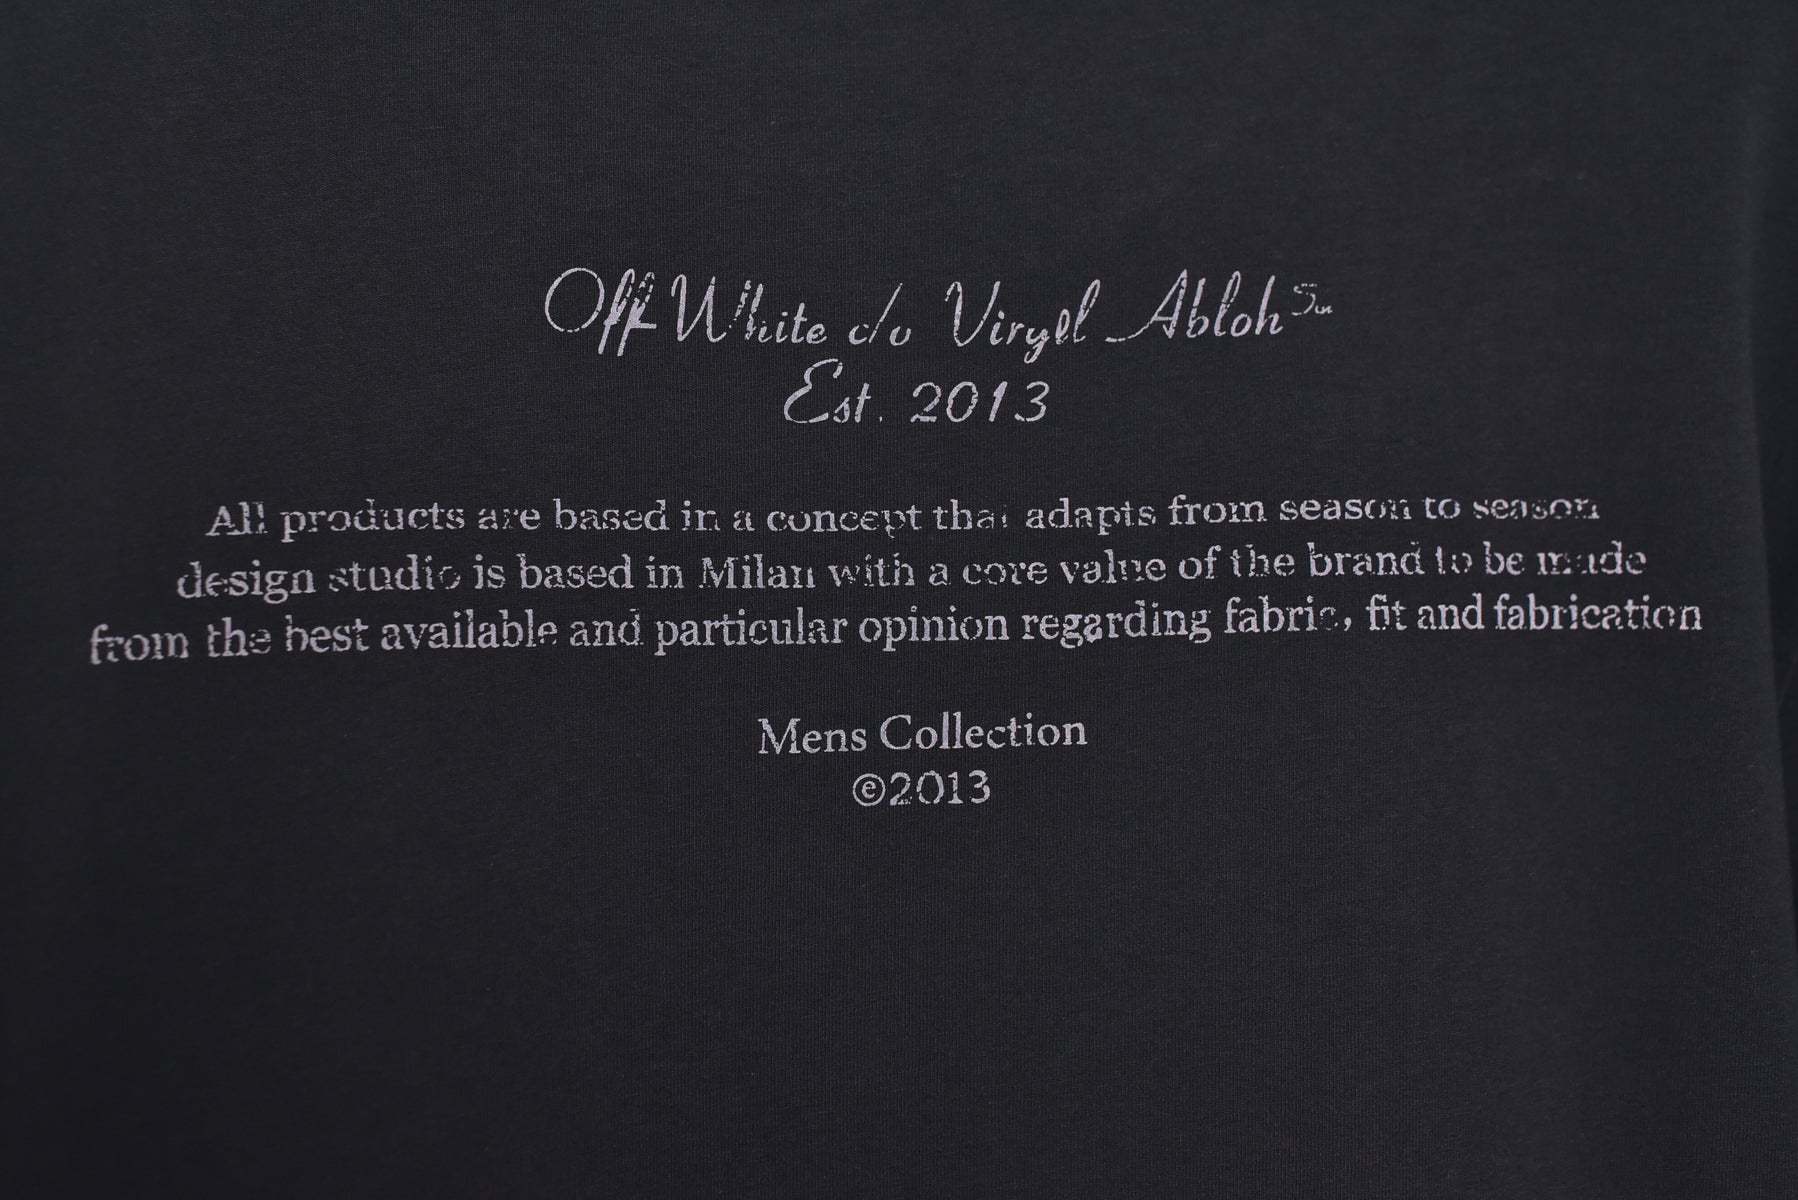 Off White c/o Virgil Abloh
Est. 2013
All products are based in a concept that adapts from season to season
design studio is based in Milan with a core value of the brand to be made
from the best available and particular opinion regarding fabric, fit and fabrication
Mens Collection
©2013